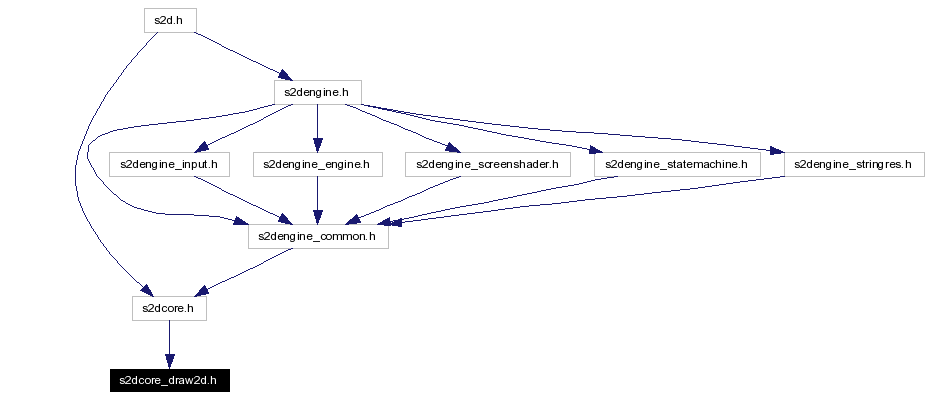 s2d.h
s2dengine.h
s2dengine_input.h
s2dengine_engine.h
s2dengine_screenshader.h
s2dengine_statemachine.h
s2dengine_stringres.h
s2dengine_common.h
s2dcore.h
s2dcore_draw2d.h